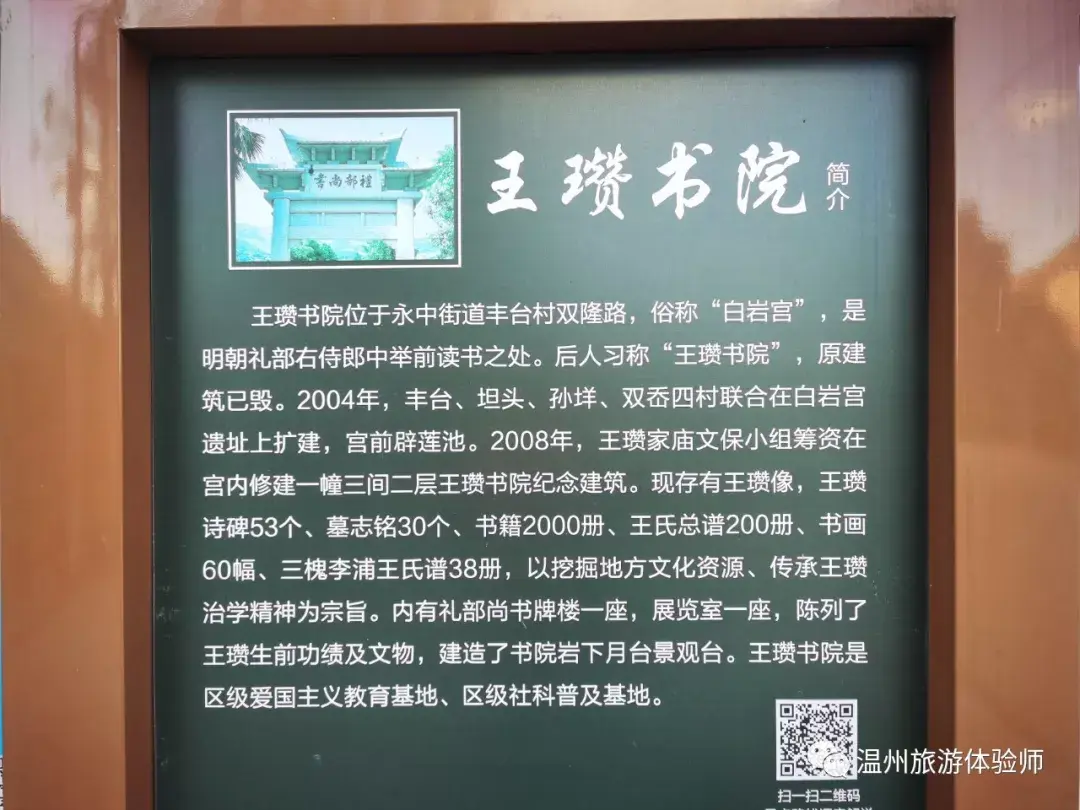 禮部尚書
王瓒书院 简介
王瓒书院位于永中街道丰台村双隆路，俗称“白岩宫”，是
明朝礼部右侍郎中举前读书之处。后人习称“王瓒书院”，原建
筑已毁。2004年，丰台、坦头、孙垟、双岙四村联合在白岩宫
遗址上扩建，宫前辟莲池。2008年，王瓒家庙文保小组筹资在
宫内修建一幢三间二层王瓒书院纪念建筑。现存有王瓒像，王瓒
诗碑53个、墓志铭30个、书籍2000册、王氏总谱200册、书画
60幅、三槐李浦王氏谱38册，以挖掘地方文化资源、传承王瓒
治学精神为宗旨。内有礼部尚书牌楼一座，展览室一座，陈列了
王瓒生前功绩及文物，建造了书院岩下月台景观台。王瓒书院是
区级爱国主义教育基地、区级社科普及基地。
温州旅游体验师
扫一扫二维码